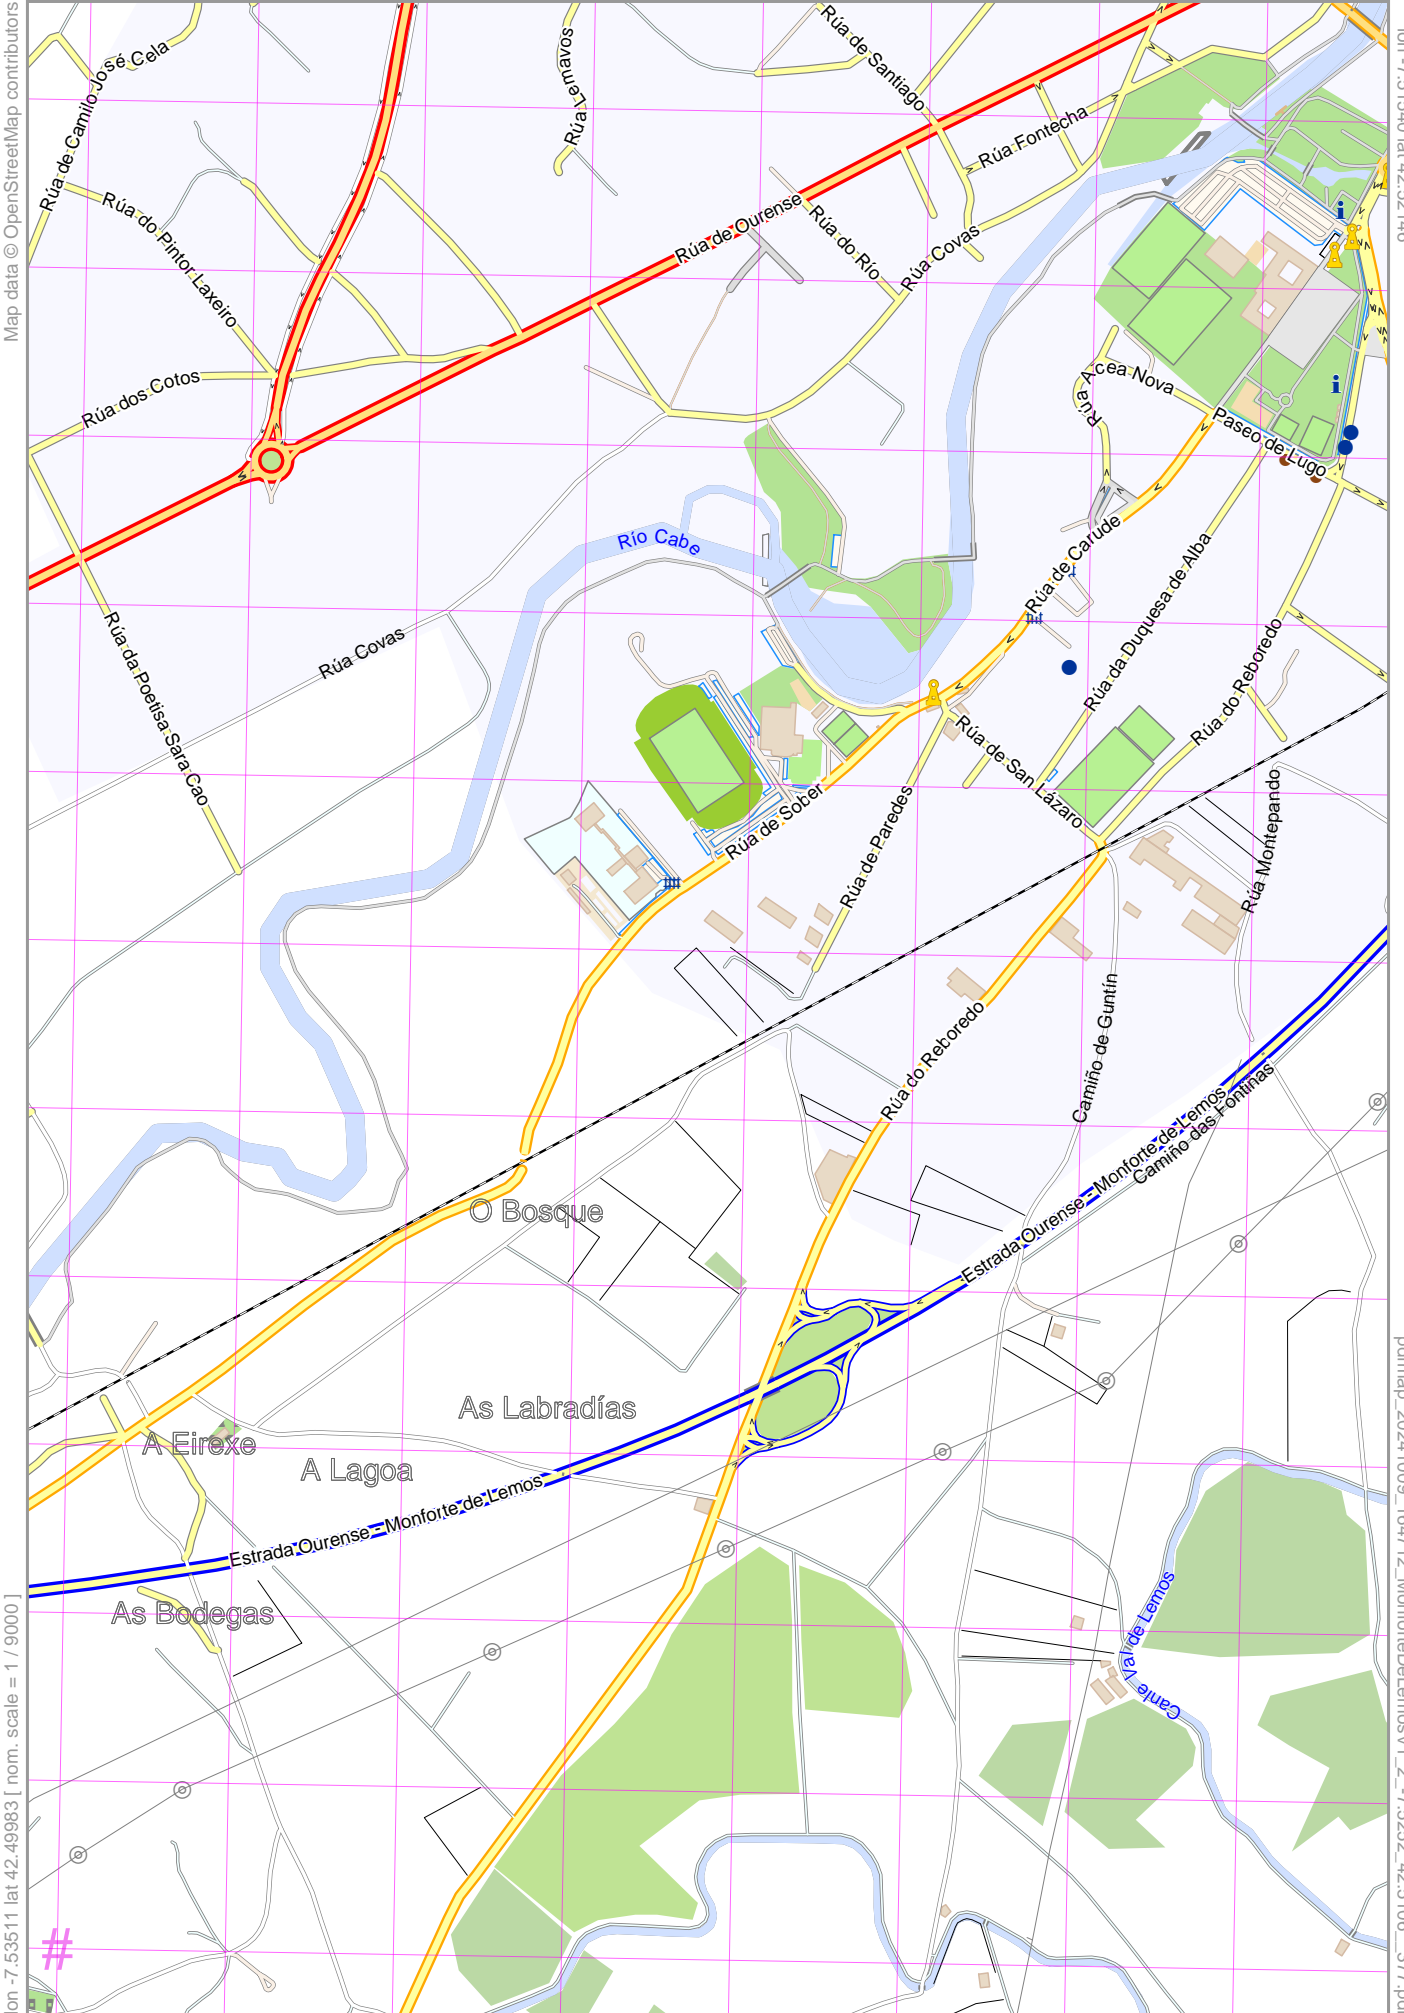 Map data © OpenStreetMap contributors
Rúa de Camilo José Cela
Rúa Lemavos
Rúa de Santiago
Rúa Fontecha
Rúa do Pintor Laxeiro
Rúa de Ourense
Rúa do Río
Rúa Covas
Rúa dos Cotos
Rúa Acea Nova
Paseo de Lugo
i
i
Río Cabe
Rúa de Carude
Rúa da Duquesa de Alba
Rúa do Reboredo
Rúa Covas
Rúa da Poetisa Sara Cao
Rúa de San Lázaro
Rúa de Sober
Rúa de Paredes
Rúa Montepando
Rúa do Reboredo
Camiño de Guntín
Estrada Ourense - Monforte de Lemos
Camiño das Fontinas
O Bosque
As Labradías
A Eirexe
A Lagoa
Estrada Ourense - Monforte de Lemos
As Bodegas
Canle Val de Lemos
lon -7.53511 lat 42.49983 [ nom. scale = 1 / 9000 ]
#